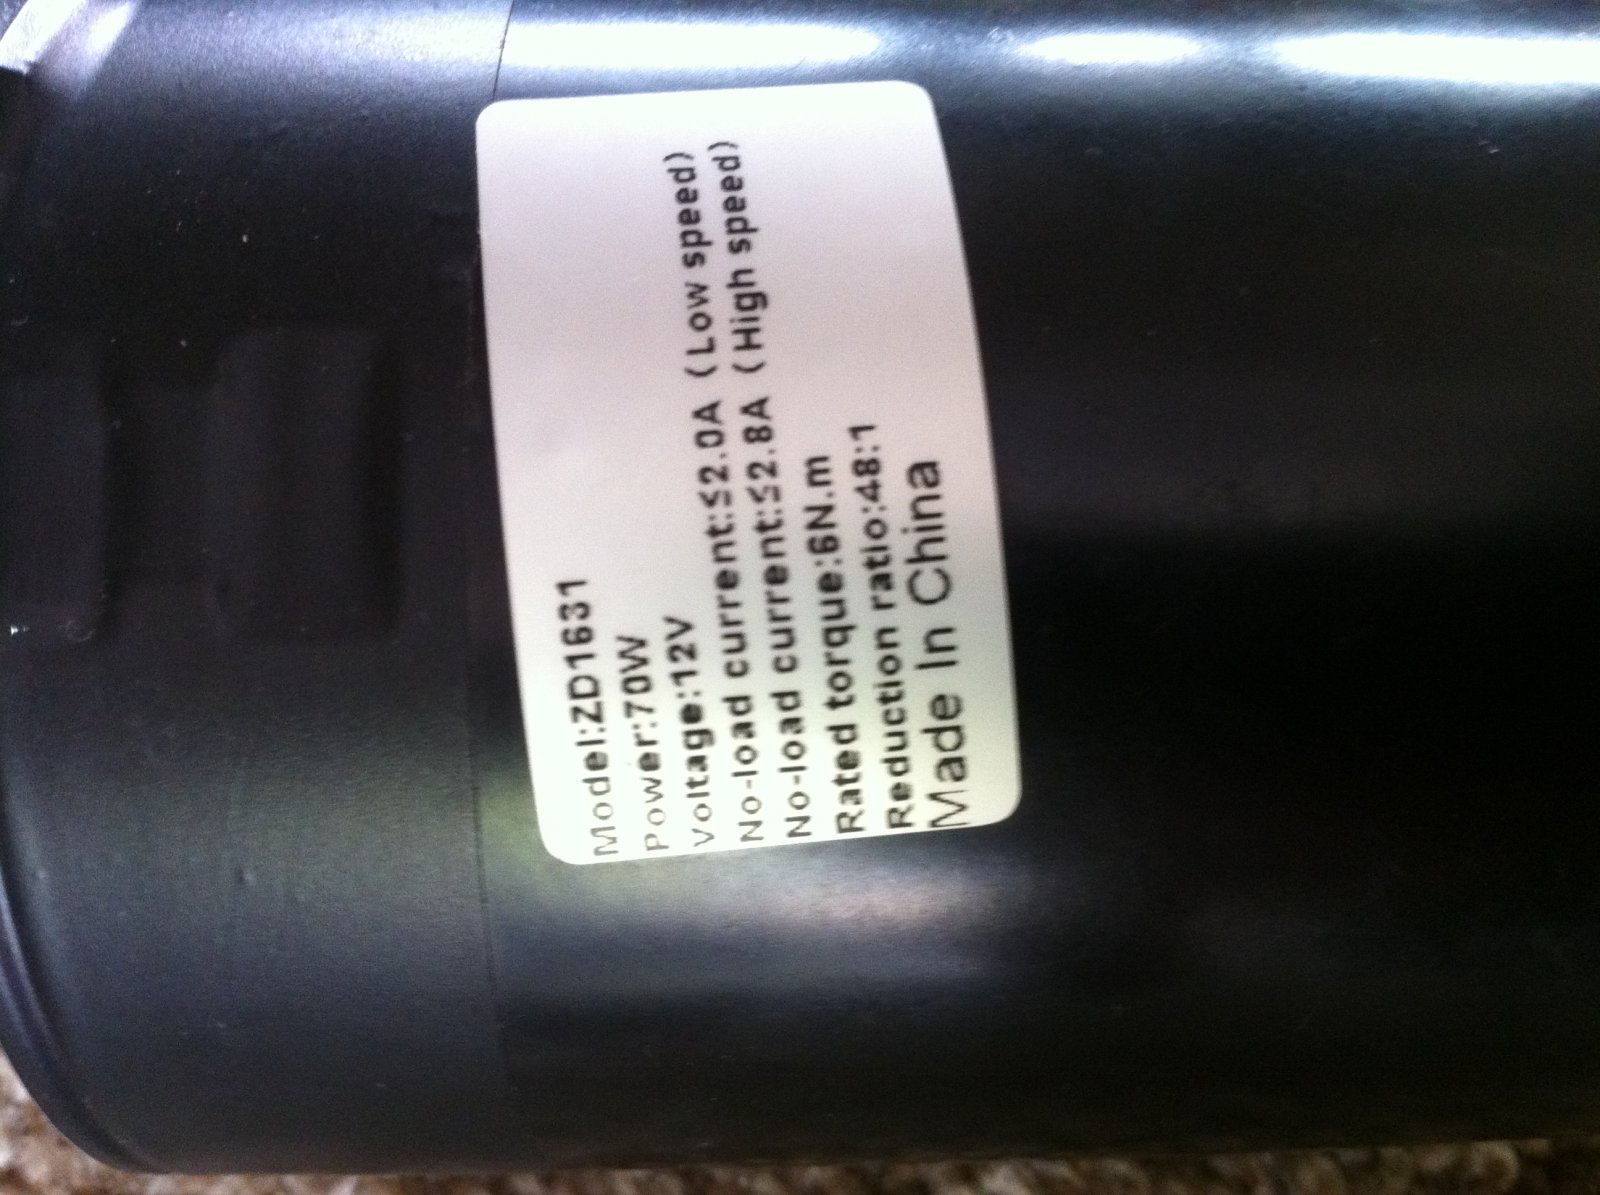 Model:ZD1631
Power:70W
Voltage:12V
No-load current:≤2.0A (Low speed)
No-load current:≤2.8A (High speed)
Rated torque:6N.m
Reduction ratio:48:1
Made In China